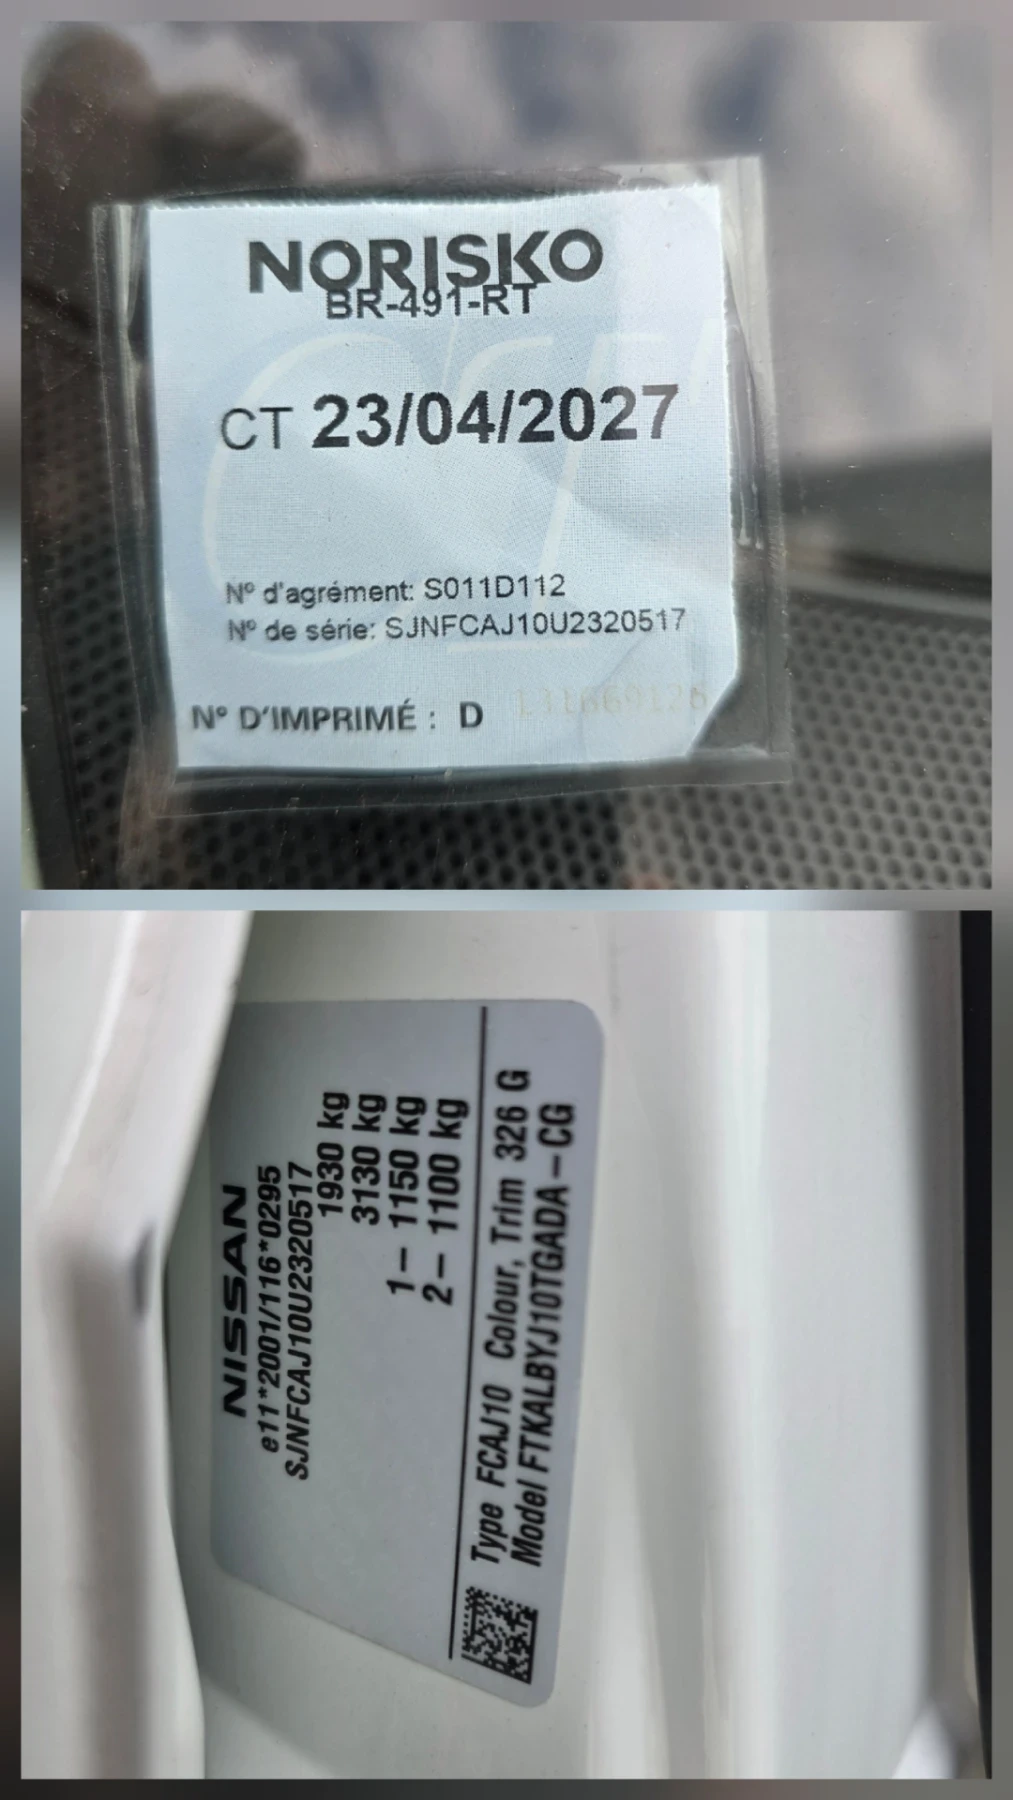 NORISKO
BR-491-RT
CT 23/04/2027
N° d'agrément: S011D112
N° de série: SJNFCAJ10U2320517
N° D'IMPRIMÉ : D 131669126
NISSAN
e11*2001/116*0295
SJNFCAJ10U2320517
1930 kg
3130 kg
1– 1150 kg
2– 1100 kg
Type FCAJ10 Colour, Trim 326 G
Model FTKALBYJ10TGADA–CG